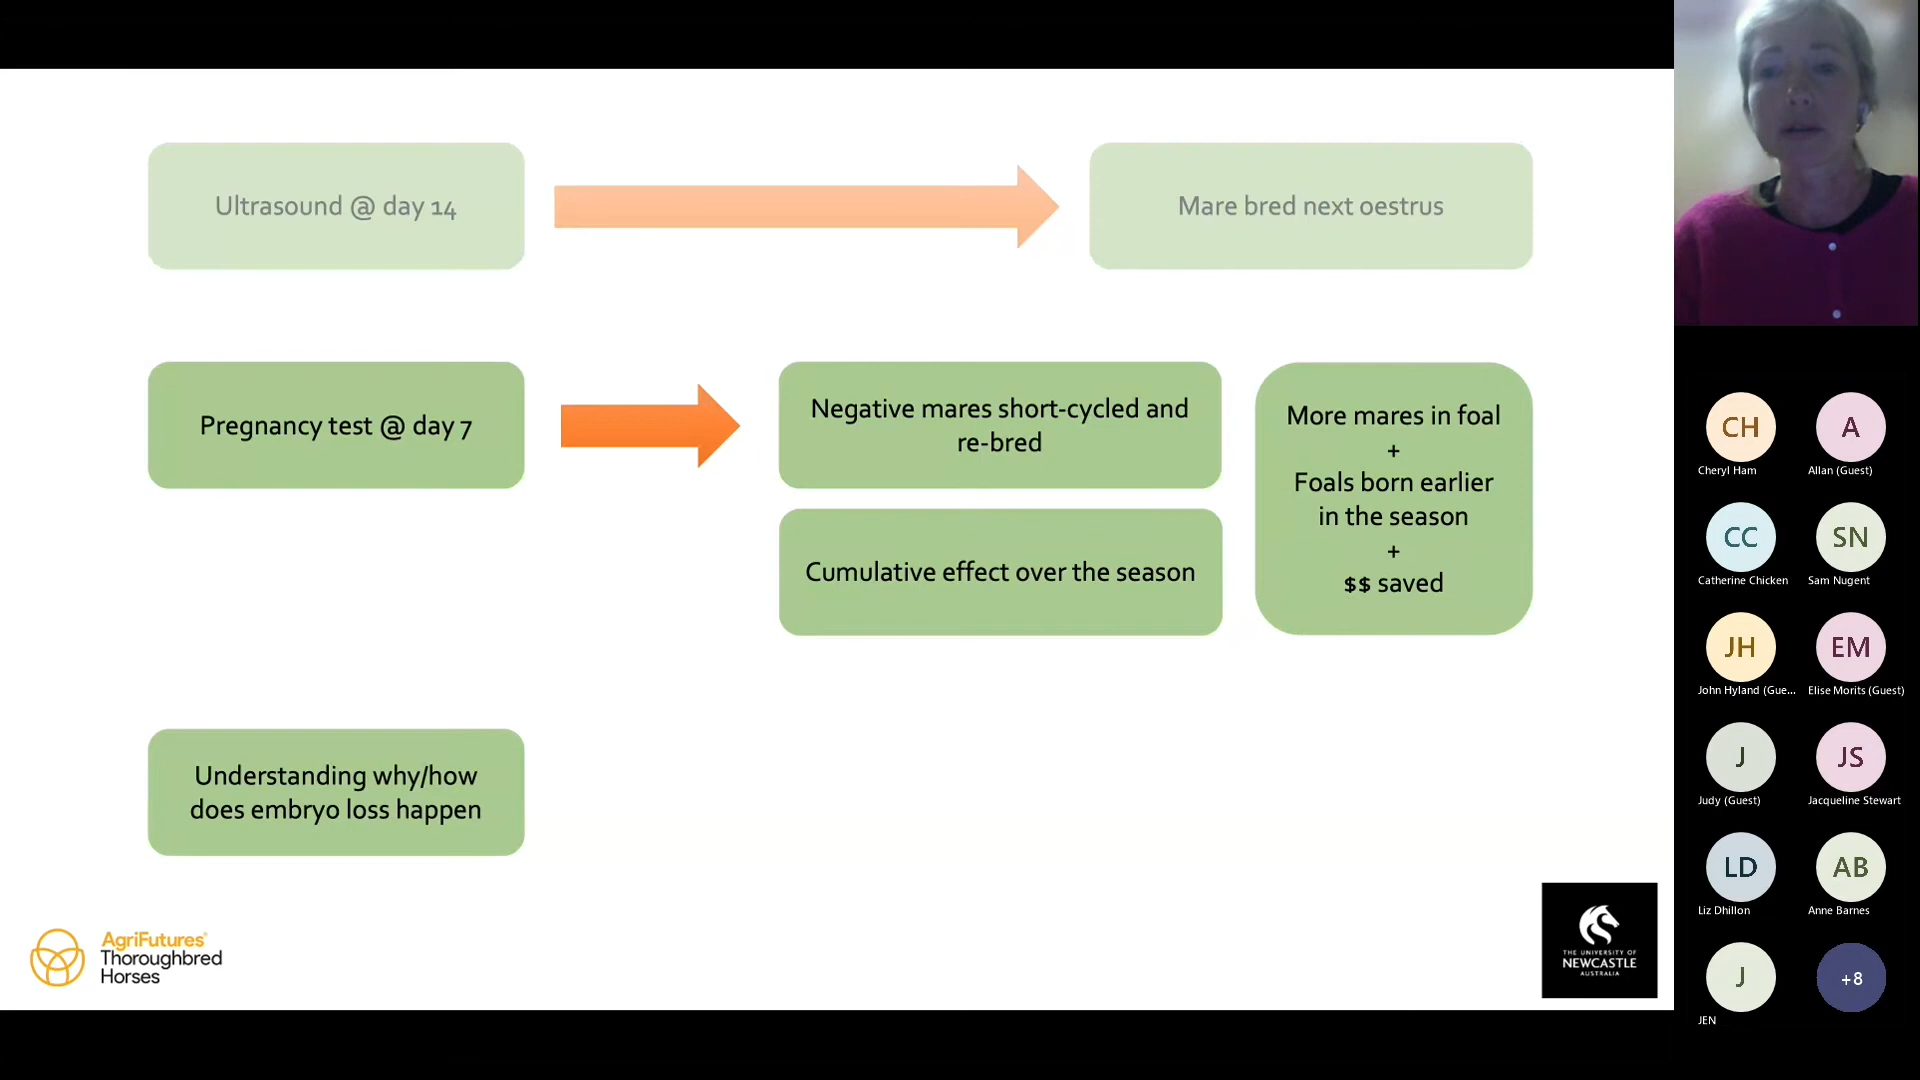 Ultrasound @ day 14
Mare bred next oestrus
Pregnancy test @ day 7
Negative mares short-cycled and
re-bred
Cumulative effect over the season
More mares in foal
+
Foals born earlier
in the season
+
$$ saved
Understanding why/how
does embryo loss happen
AgriFutures®
Thoroughbred
Horses
THE UNIVERSITY OF
NEWCASTLE
AUSTRALIA
CH
Cheryl Ham
A
Allan (Guest)
CC
Catherine Chicken
SN
Sam Nugent
JH
John Hyland (Gue...
EM
Elise Morits (Guest)
J
Judy (Guest)
JS
Jacqueline Stewart
LD
Liz Dhillon
AB
Anne Barnes
J
JEN
+8